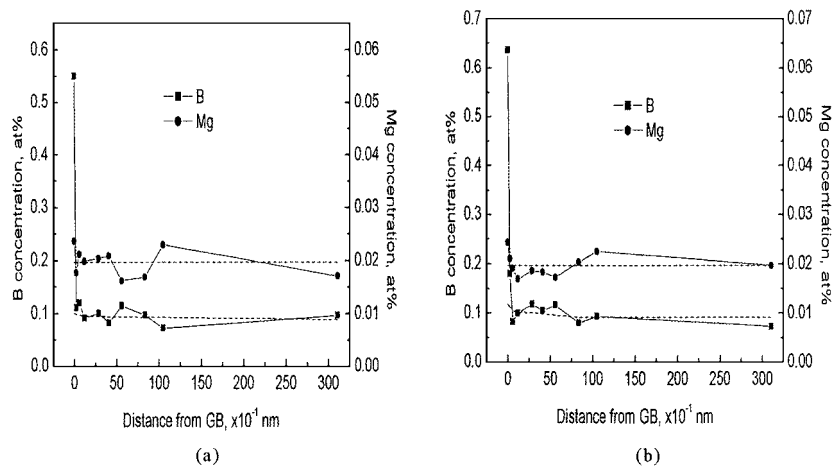 B concentration, at%
0.6
0.5
0.4
0.3
0.2
0.1
0.0
0.06
0.05
0.04
0.03
0.02
0.01
0.00
Mg concentration, at%
B
Mg
0 50 100 150 200 250 300
Distance from GB, x10⁻¹ nm
(a)
B concentration, at%
0.7
0.6
0.5
0.4
0.3
0.2
0.1
0.0
0.07
0.06
0.05
0.04
0.03
0.02
0.01
0.00
Mg concentration, at%
B
Mg
0 50 100 150 200 250 300
Distance from GB, x10⁻¹ nm
(b)